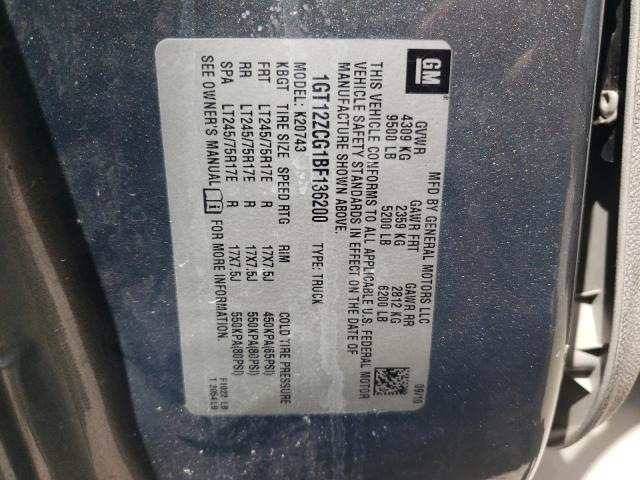 GM
MFD BY GENERAL MOTORS LLC 09/10
GVWR GAWR FRT GAWR RR
4309 KG 2359 KG 2812 KG
9500 LB 5200 LB 6200 LB
THIS VEHICLE CONFORMS TO ALL APPLICABLE U.S. FEDERAL MOTOR
VEHICLE SAFETY STANDARDS IN EFFECT ON THE DATE OF
MANUFACTURE SHOWN ABOVE.
1GT12ZCG1BF136200 TYPE: TRUCK
MODEL: K20743
KBGT TIRE SIZE SPEED RTG RIM COLD TIRE PRESSURE
FRT LT245/75R17E R 17X7.5J 450KPA(65PSI)
RR LT245/75R17E R 17X7.5J 550KPA(80PSI)
SPA LT245/75R17E R 17X7.5J 550KPA(80PSI)
SEE OWNER'S MANUAL FOR MORE INFORMATION.